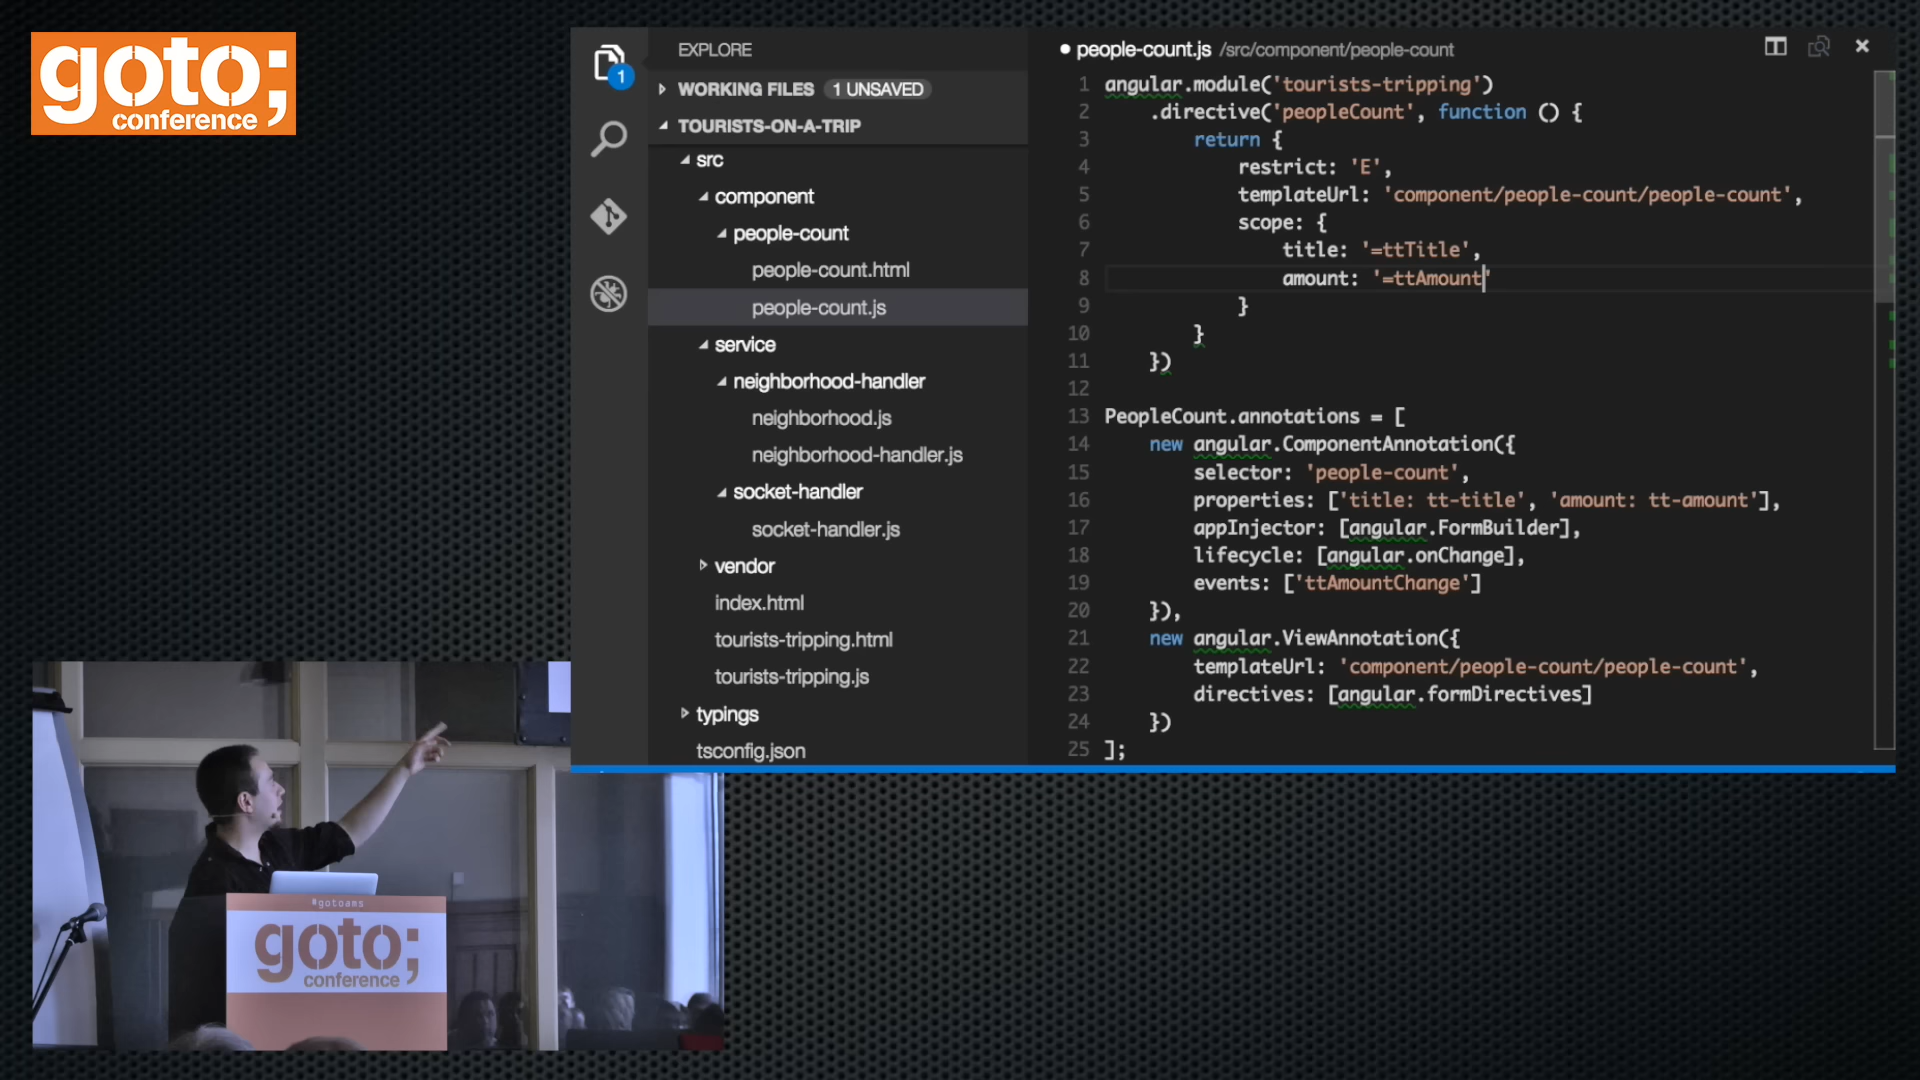 goto;
conference
EXPLORE
WORKING FILES 1 UNSAVED
TOURISTS-ON-A-TRIP
src
component
people-count
people-count.html
people-count.js
service
neighborhood-handler
neighborhood.js
neighborhood-handler.js
socket-handler
socket-handler.js
vendor
index.html
tourists-tripping.html
tourists-tripping.js
typings
tsconfig.json
1
people-count.js /src/component/people-count
1 angular.module('tourists-tripping')
2 .directive('peopleCount', function () {
3 return {
4 restrict: 'E',
5 templateUrl: 'component/people-count/people-count',
6 scope: {
7 title: '=ttTitle',
8 amount: '=ttAmount'
9 }
10 }
11 })
12
13 PeopleCount.annotations = [
14 new angular.ComponentAnnotation({
15 selector: 'people-count',
16 properties: ['title: tt-title', 'amount: tt-amount'],
17 appInjector: [angular.FormBuilder],
18 lifecycle: [angular.onChange],
19 events: ['ttAmountChange']
20 }),
21 new angular.ViewAnnotation({
22 templateUrl: 'component/people-count/people-count',
23 directives: [angular.formDirectives]
24 })
25 ];
#gotoams
goto;
conference